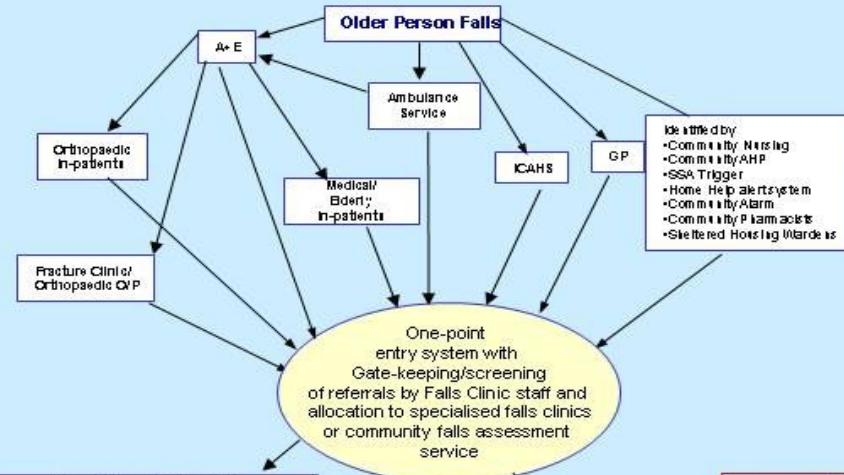 Older Person Falls
A+E
Ambulance
Service
Orthopaedic
In-patients
Medical/
Elderly
In-patients
ICAHS
GP
Identified by
•Community Nursing
•Community AHP
•SSA Trigger
•Home Help alert system
•Community Alarm
•Community Pharmacists
•Sheltered Housing Wardens
Fracture Clinic/
Orthopaedic O/P
One-point
entry system with
Gate-keeping/screening
of referrals by Falls Clinic staff and
allocation to specialised falls clinics
or community falls assessment
service